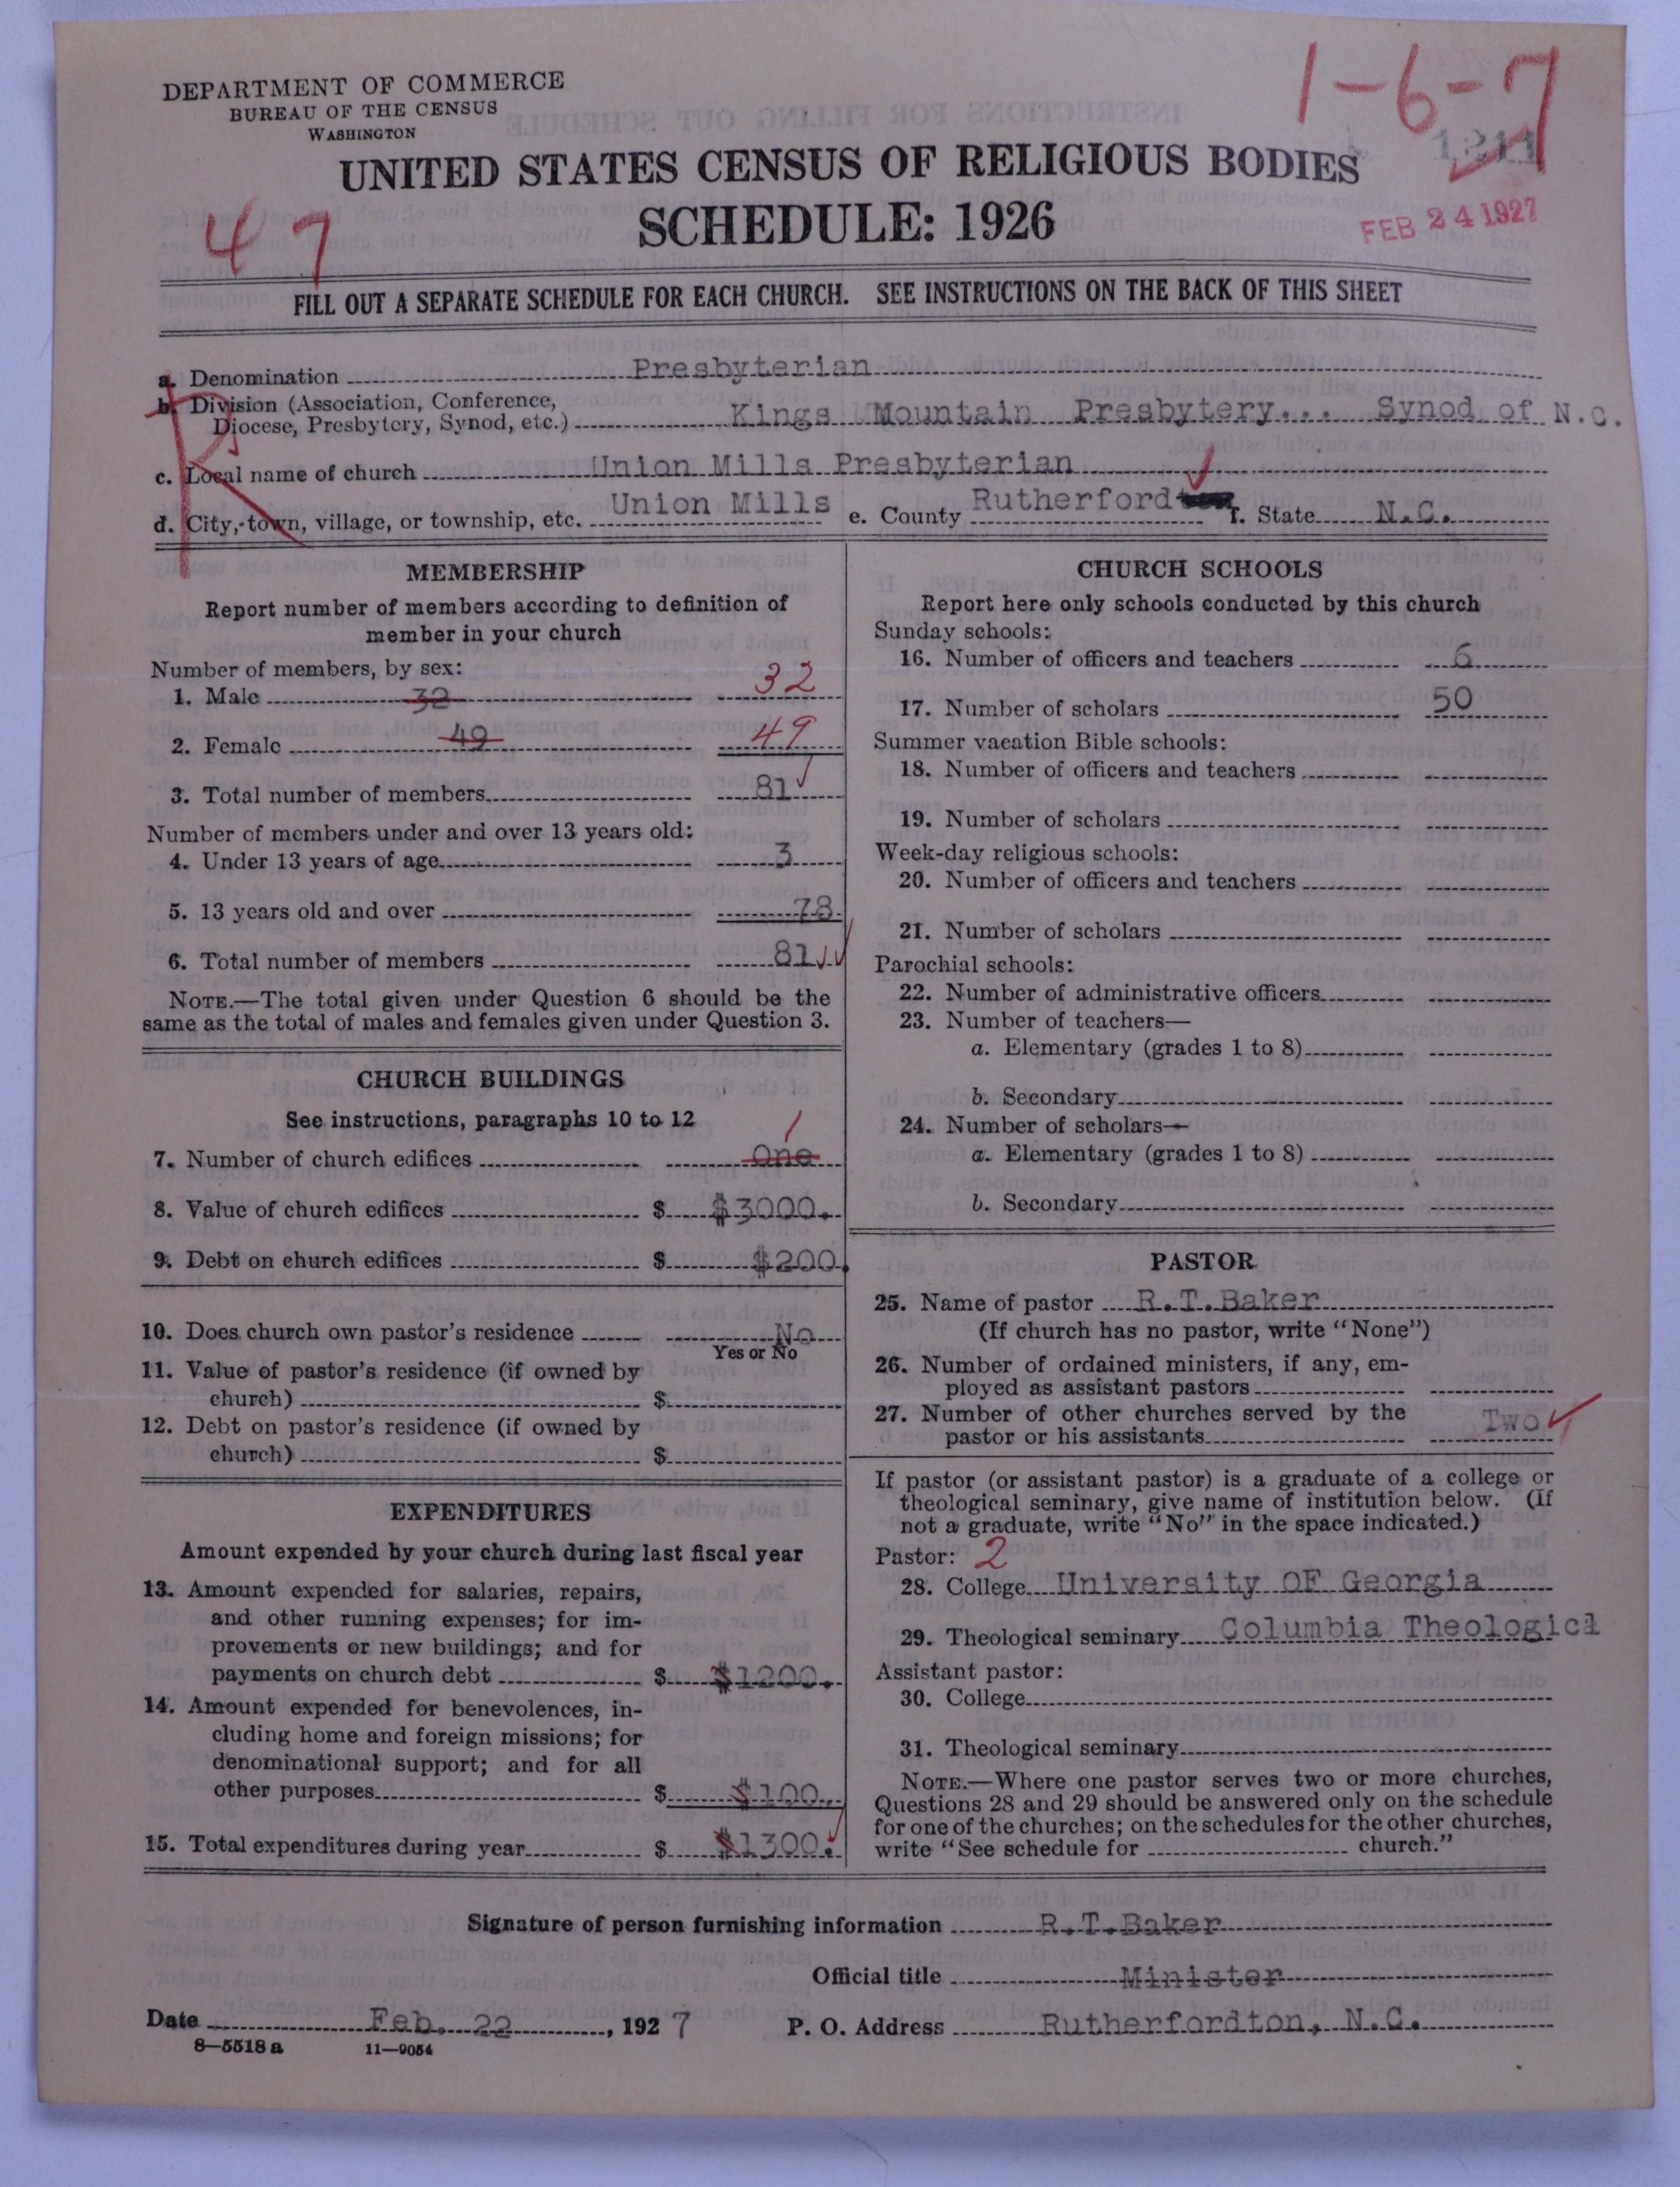 DEPARTMENT OF COMMERCE
BUREAU OF THE CENSUS
WASHINGTON
1-6-7
UNITED STATES CENSUS OF RELIGIOUS BODIES
SCHEDULE: 1926
47
FEB 24 1927
FILL OUT A SEPARATE SCHEDULE FOR EACH CHURCH. SEE INSTRUCTIONS ON THE BACK OF THIS SHEET
a. Denomination Presbyterian
b. Division (Association, Conference,
Diocese, Presbytery, Synod, etc.) Kings Mountain Presbytery... Synod of N.C.
c. Local name of church Union Mills Presbyterian
d. City, town, village, or township, etc. Union Mills e. County Rutherford f. State N.C.
MEMBERSHIP
Report number of members according to definition of
member in your church
Number of members, by sex:
1. Male 32 32
2. Female 49 49
3. Total number of members 81
Number of members under and over 13 years old:
4. Under 13 years of age 3
5. 13 years old and over 78
6. Total number of members 81
NOTE.—The total given under Question 6 should be the
same as the total of males and females given under Question 3.
CHURCH BUILDINGS
See instructions, paragraphs 10 to 12
1
7. Number of church edifices One
8. Value of church edifices $ $3000.
9. Debt on church edifices $ $200.
10. Does church own pastor's residence No
Yes or No
11. Value of pastor's residence (if owned by
church) $
12. Debt on pastor's residence (if owned by
church) $
EXPENDITURES
Amount expended by your church during last fiscal year
13. Amount expended for salaries, repairs,
and other running expenses; for im-
provements or new buildings; and for
payments on church debt $ $1200.
14. Amount expended for benevolences, in-
cluding home and foreign missions; for
denominational support; and for all
other purposes $ $100.
15. Total expenditures during year $ $1300.
CHURCH SCHOOLS
Report here only schools conducted by this church
Sunday schools:
16. Number of officers and teachers 6
17. Number of scholars 50
Summer vacation Bible schools:
18. Number of officers and teachers
19. Number of scholars
Week-day religious schools:
20. Number of officers and teachers
21. Number of scholars
Parochial schools:
22. Number of administrative officers
23. Number of teachers—
a. Elementary (grades 1 to 8)
b. Secondary
24. Number of scholars—
a. Elementary (grades 1 to 8)
b. Secondary
PASTOR
25. Name of pastor R.T.Baker
(If church has no pastor, write "None")
26. Number of ordained ministers, if any, em-
ployed as assistant pastors
27. Number of other churches served by the
pastor or his assistants Two
If pastor (or assistant pastor) is a graduate of a college or
theological seminary, give name of institution below. (If
not a graduate, write "No" in the space indicated.)
Pastor: 2
28. College University OF Georgia
29. Theological seminary Columbia Theological
Assistant pastor:
30. College
31. Theological seminary
NOTE.—Where one pastor serves two or more churches,
Questions 28 and 29 should be answered only on the schedule
for one of the churches; on the schedules for the other churches,
write "See schedule for church."
Signature of person furnishing information R.T.Baker
Official title Minister
Date Feb. 22, 1927 P. O. Address Rutherfordton, N.C.
8—5518 a 11—9054